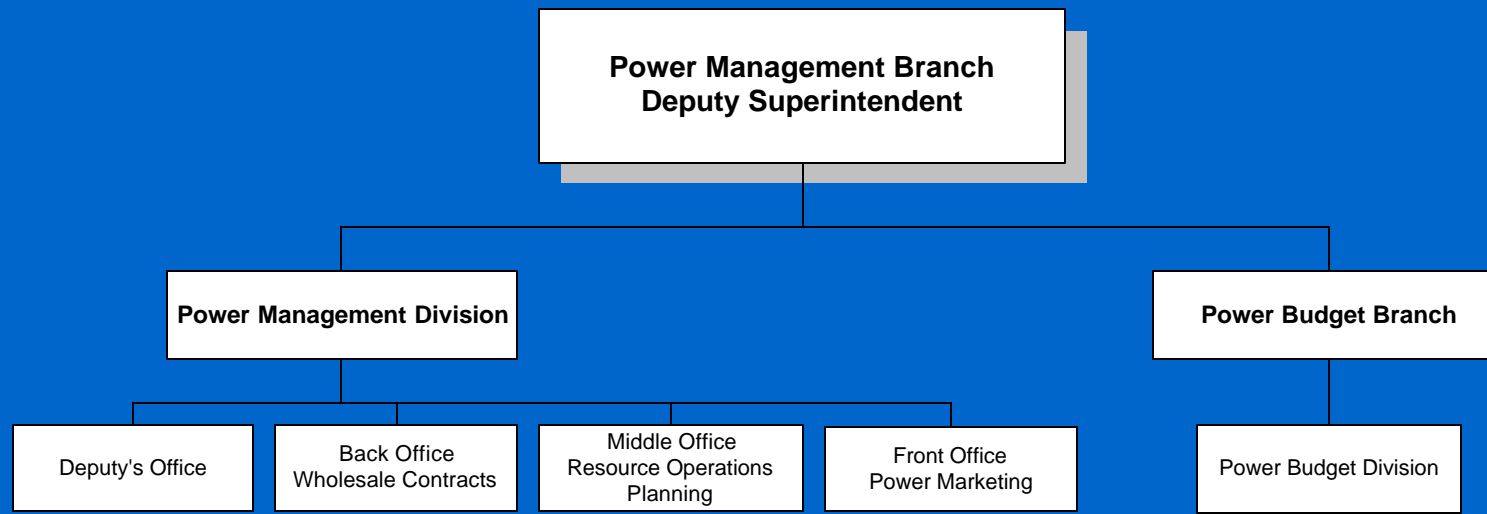 Power Management Branch
Deputy Superintendent
Power Management Division
Power Budget Branch
Deputy's Office
Back Office
Wholesale Contracts
Middle Office
Resource Operations
Planning
Front Office
Power Marketing
Power Budget Division